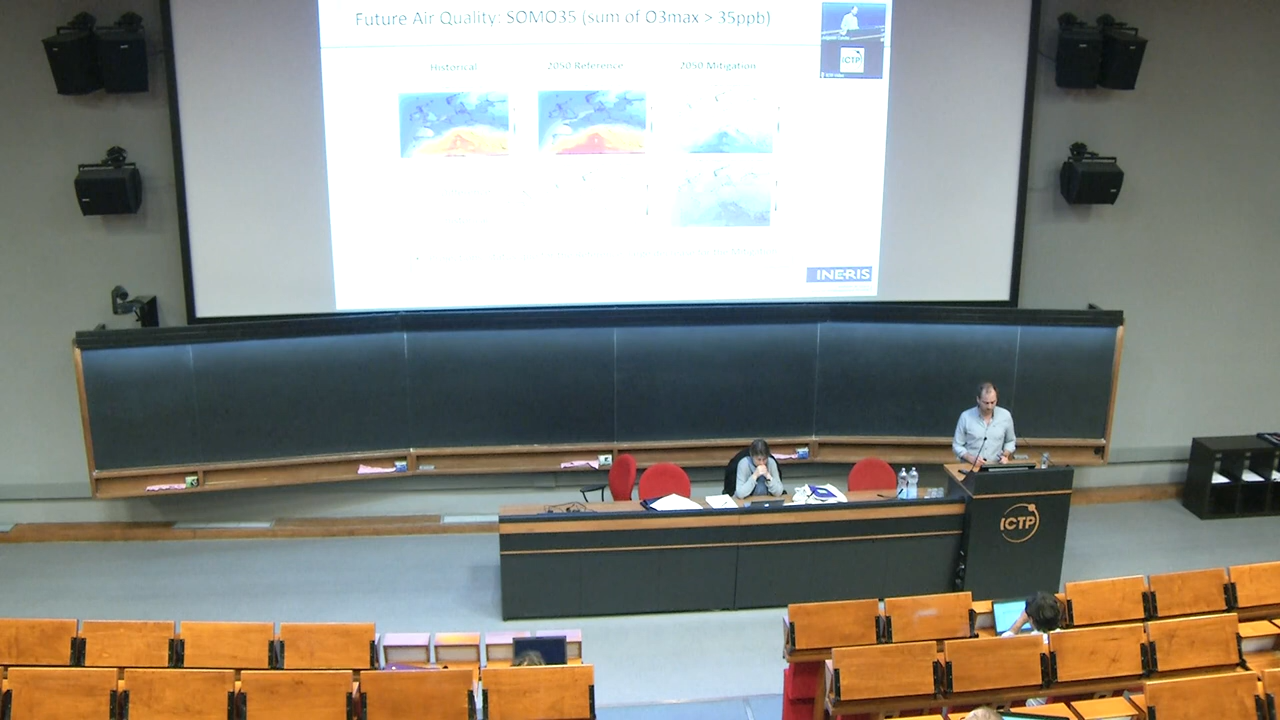 Future Air Quality: SOMO35 (sum of O3max > 35ppb)
Historical
2050 Reference
2050 Mitigation
ICTP
INERIS
ICTP